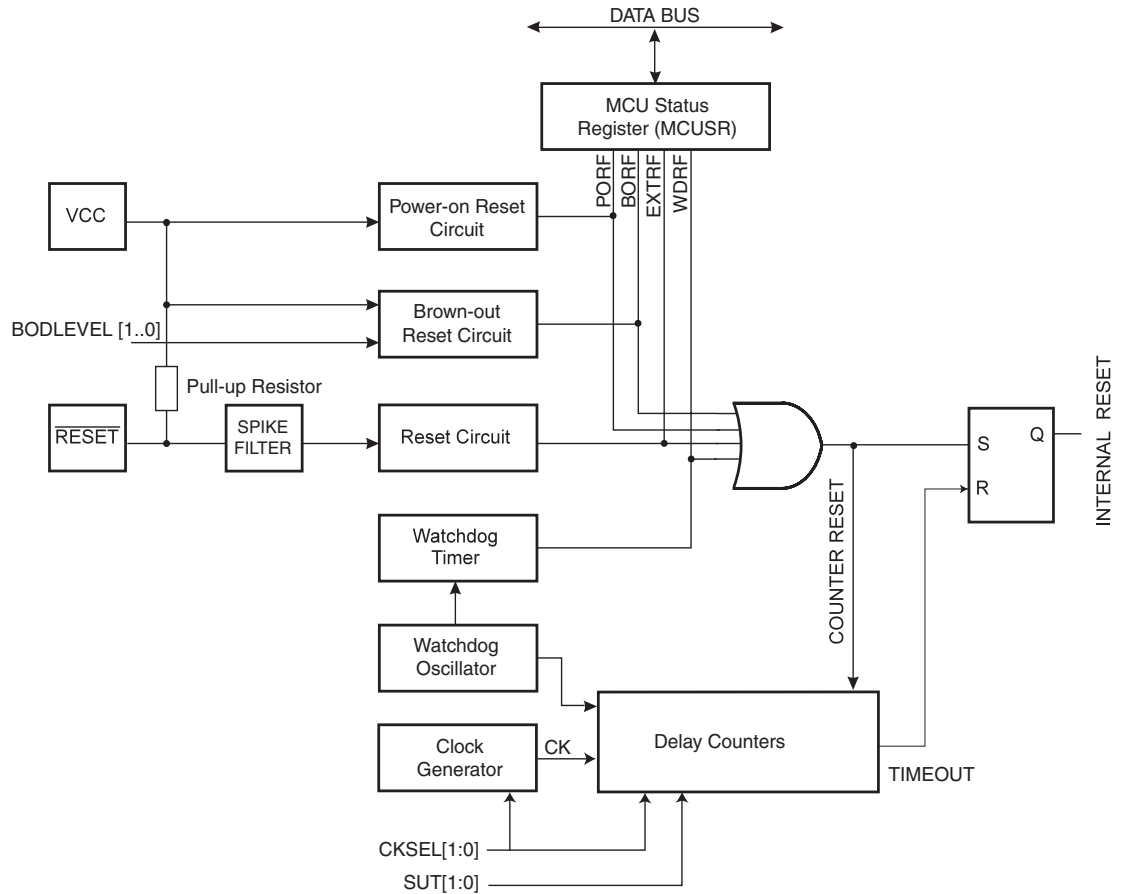 DATA BUS
MCU Status
Register (MCUSR)
PORF
BORF
EXTRF
WDRF
VCC
Power-on Reset
Circuit
Brown-out
Reset Circuit
BODLEVEL [1..0]
Pull-up Resistor
RESET
SPIKE
FILTER
Reset Circuit
S
Q
R
INTERNAL RESET
COUNTER RESET
Watchdog
Timer
Watchdog
Oscillator
Clock
Generator
CK
Delay Counters
TIMEOUT
CKSEL[1:0]
SUT[1:0]